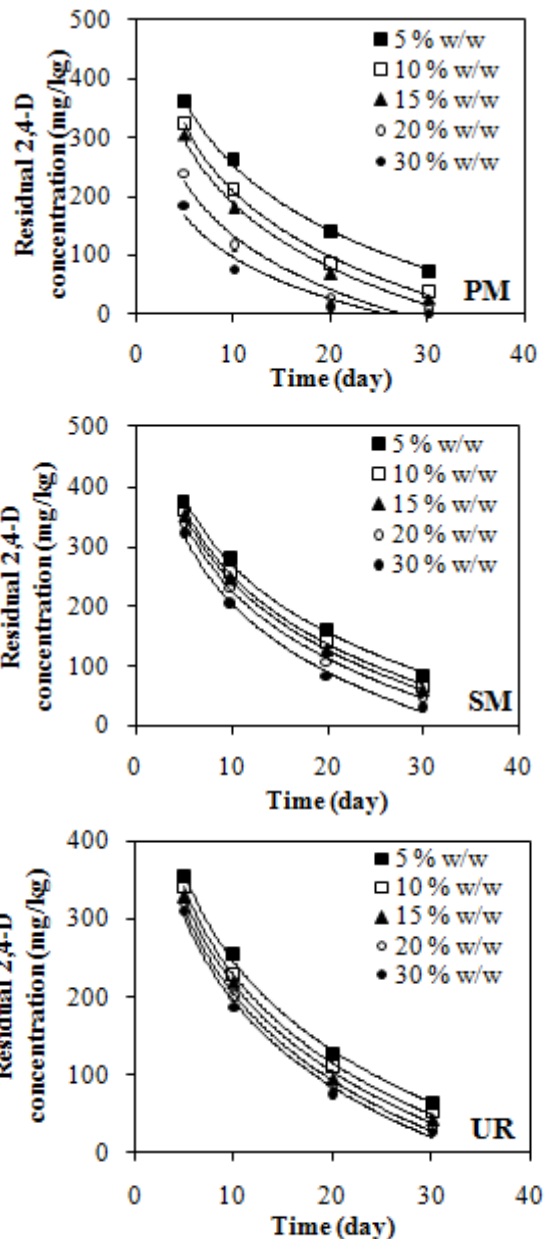 500
400
300
200
100
0
Residual 2,4-D
concentration (mg/kg)
5 % w/w
10 % w/w
15 % w/w
20 % w/w
30 % w/w
PM
0 10 20 30 40
Time (day)
500
400
300
200
100
0
Residual 2,4-D
concentration (mg/kg)
5 % w/w
10 % w/w
15 % w/w
20 % w/w
30 % w/w
SM
0 10 20 30 40
Time (day)
400
300
200
100
0
Residual 2,4-D
concentration (mg/kg)
5 % w/w
10 % w/w
15 % w/w
20 % w/w
30 % w/w
UR
0 10 20 30 40
Time (day)